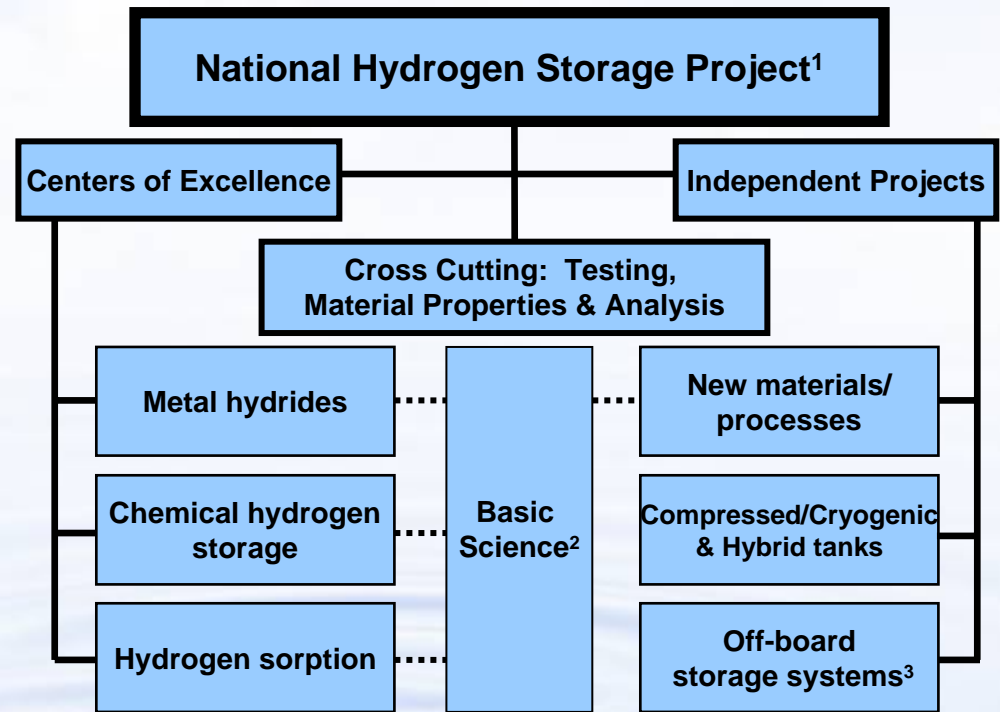 National Hydrogen Storage Project¹
Centers of Excellence
Independent Projects
Cross Cutting:  Testing,
Material Properties & Analysis
Metal hydrides
New materials/
processes
Chemical hydrogen
storage
Basic
Science²
Compressed/Cryogenic
& Hybrid tanks
Hydrogen sorption
Off-board
storage systems³